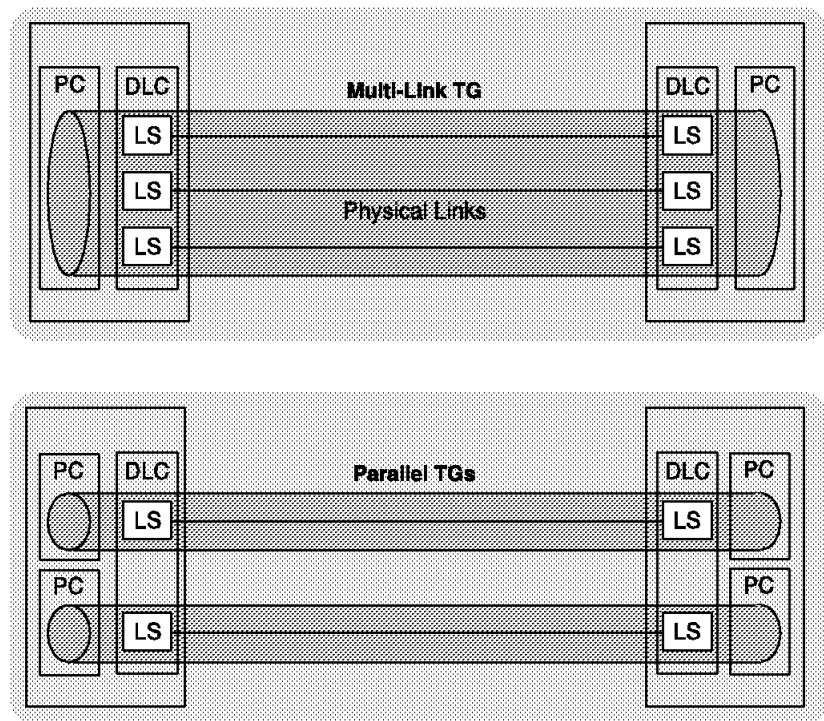 PC DLC Multi-Link TG DLC PC
LS LS
LS LS
Physical Links
LS LS
PC DLC Parallel TGs DLC PC
LS LS
PC PC
LS LS